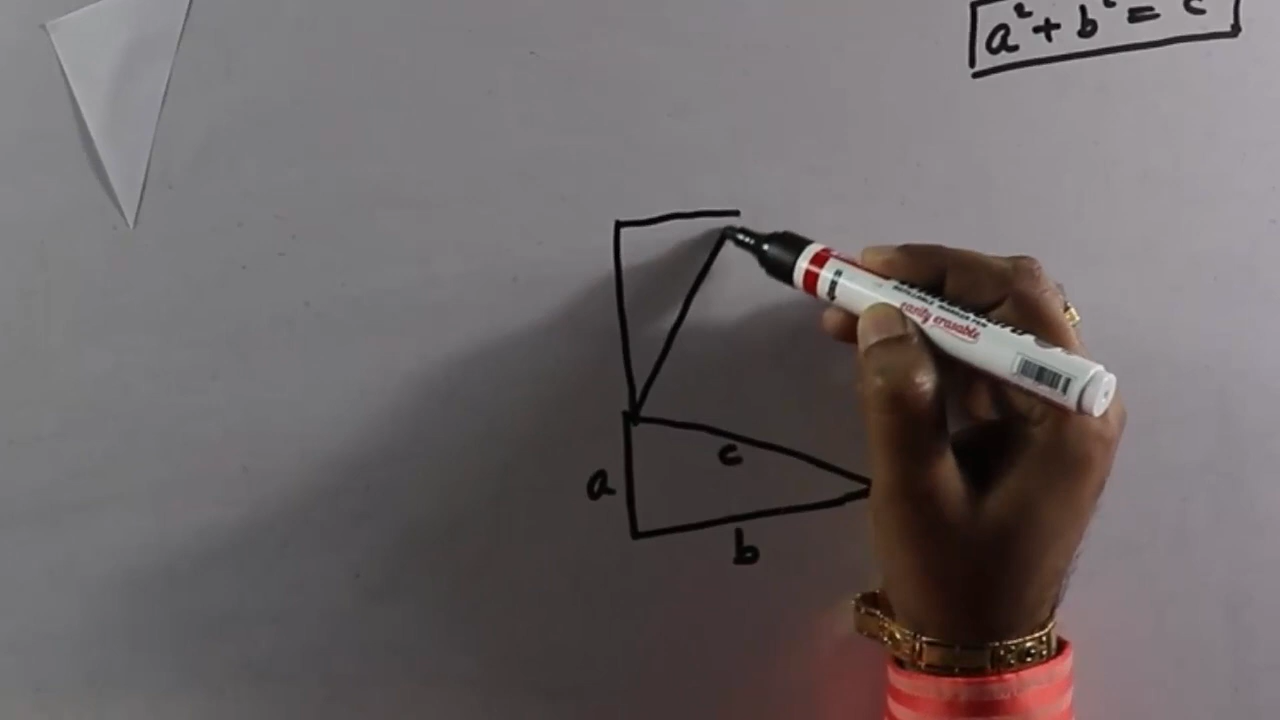 a² + b² = c
a
c
b
easily erasable